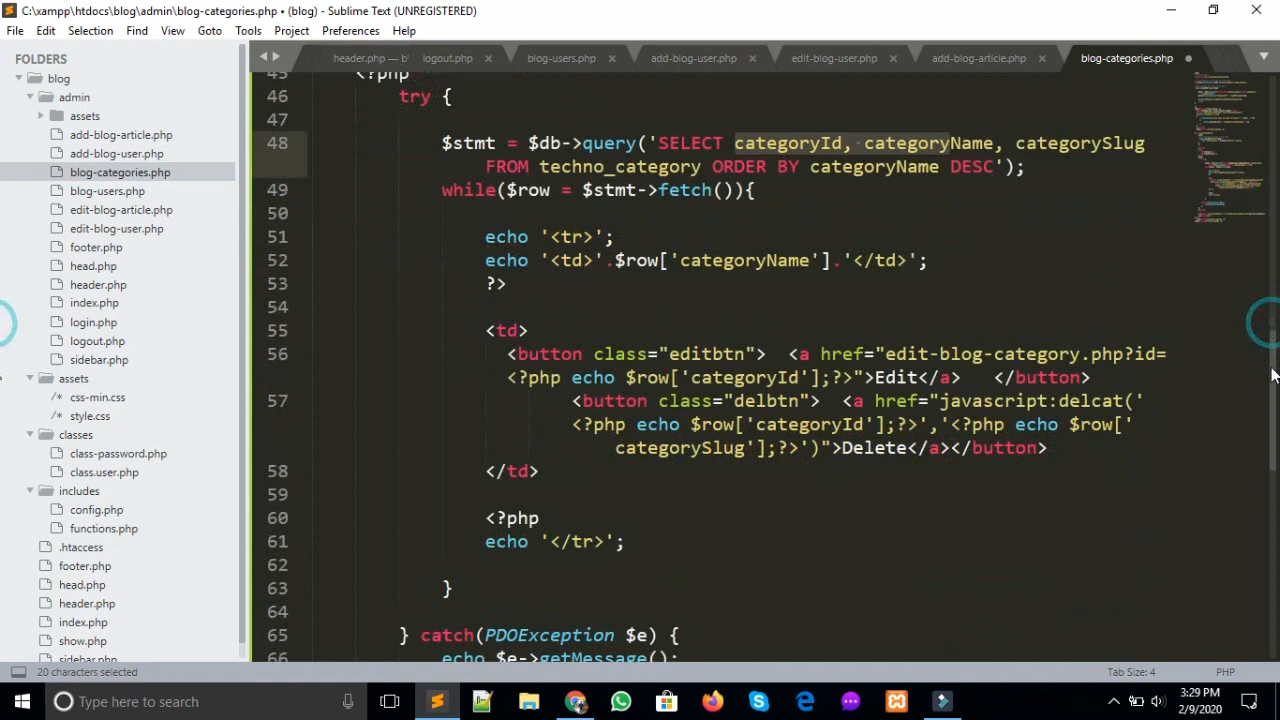 C:\xampp\htdocs\blog\admin\blog-categories.php • (blog) - Sublime Text (UNREGISTERED)
File Edit Selection Find View Goto Tools Project Preferences Help
FOLDERS
blog
admin
assets
add-blog-article.php
add-blog-user.php
blog-categories.php
blog-users.php
edit-blog-article.php
edit-blog-user.php
footer.php
head.php
header.php
index.php
login.php
logout.php
sidebar.php
assets
css-min.css
style.css
classes
class-password.php
class.user.php
includes
config.php
functions.php
.htaccess
footer.php
head.php
header.php
index.php
show.php
sidebar.php
header.php — b logout.php blog-users.php add-blog-user.php edit-blog-user.php add-blog-article.php blog-categories.php
45 <?php
46 try {
47
48 $stmt = $db->query('SELECT categoryId, categoryName, categorySlug
FROM techno_category ORDER BY categoryName DESC');
49 while($row = $stmt->fetch()){
50
51 echo '<tr>';
52 echo '<td>'.$row['categoryName'].'</td>';
53 ?>
54
55 <td>
56 <button class="editbtn"> <a href="edit-blog-category.php?id=
<?php echo $row['categoryId'];?>">Edit</a> </button>
57 <button class="delbtn"> <a href="javascript:delcat('
<?php echo $row['categoryId'];?>','<?php echo $row['
categorySlug'];?>')">Delete</a></button>
58 </td>
59
60 <?php
61 echo '</tr>';
62
63 }
64
65 } catch(PDOException $e) {
66 echo $e->getMessage();
20 characters selected Tab Size: 4 PHP
Type here to search
3:29 PM
2/9/2020